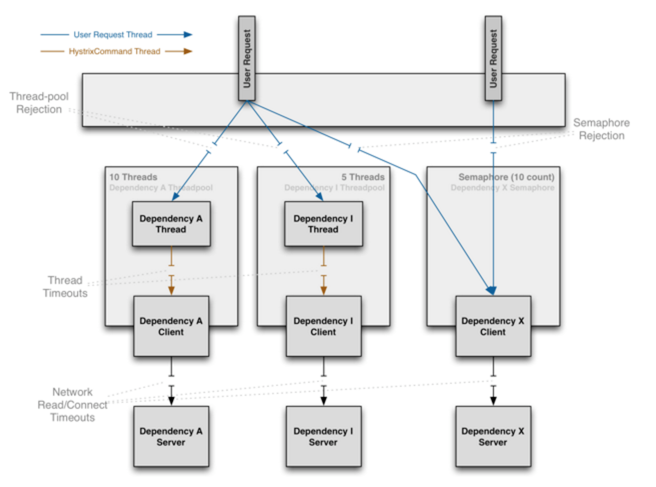 User Request Thread
HystrixCommand Thread
User Request
User Request
Thread-pool
Rejection
Semaphore
Rejection
10 Threads
Dependency A Threadpool
5 Threads
Dependency I Threadpool
Semaphore (10 count)
Dependency X Semaphore
Dependency A
Thread
Dependency I
Thread
Thread
Timeouts
Dependency A
Client
Dependency I
Client
Dependency X
Client
Network
Read/Connect
Timeouts
Dependency A
Server
Dependency I
Server
Dependency X
Server